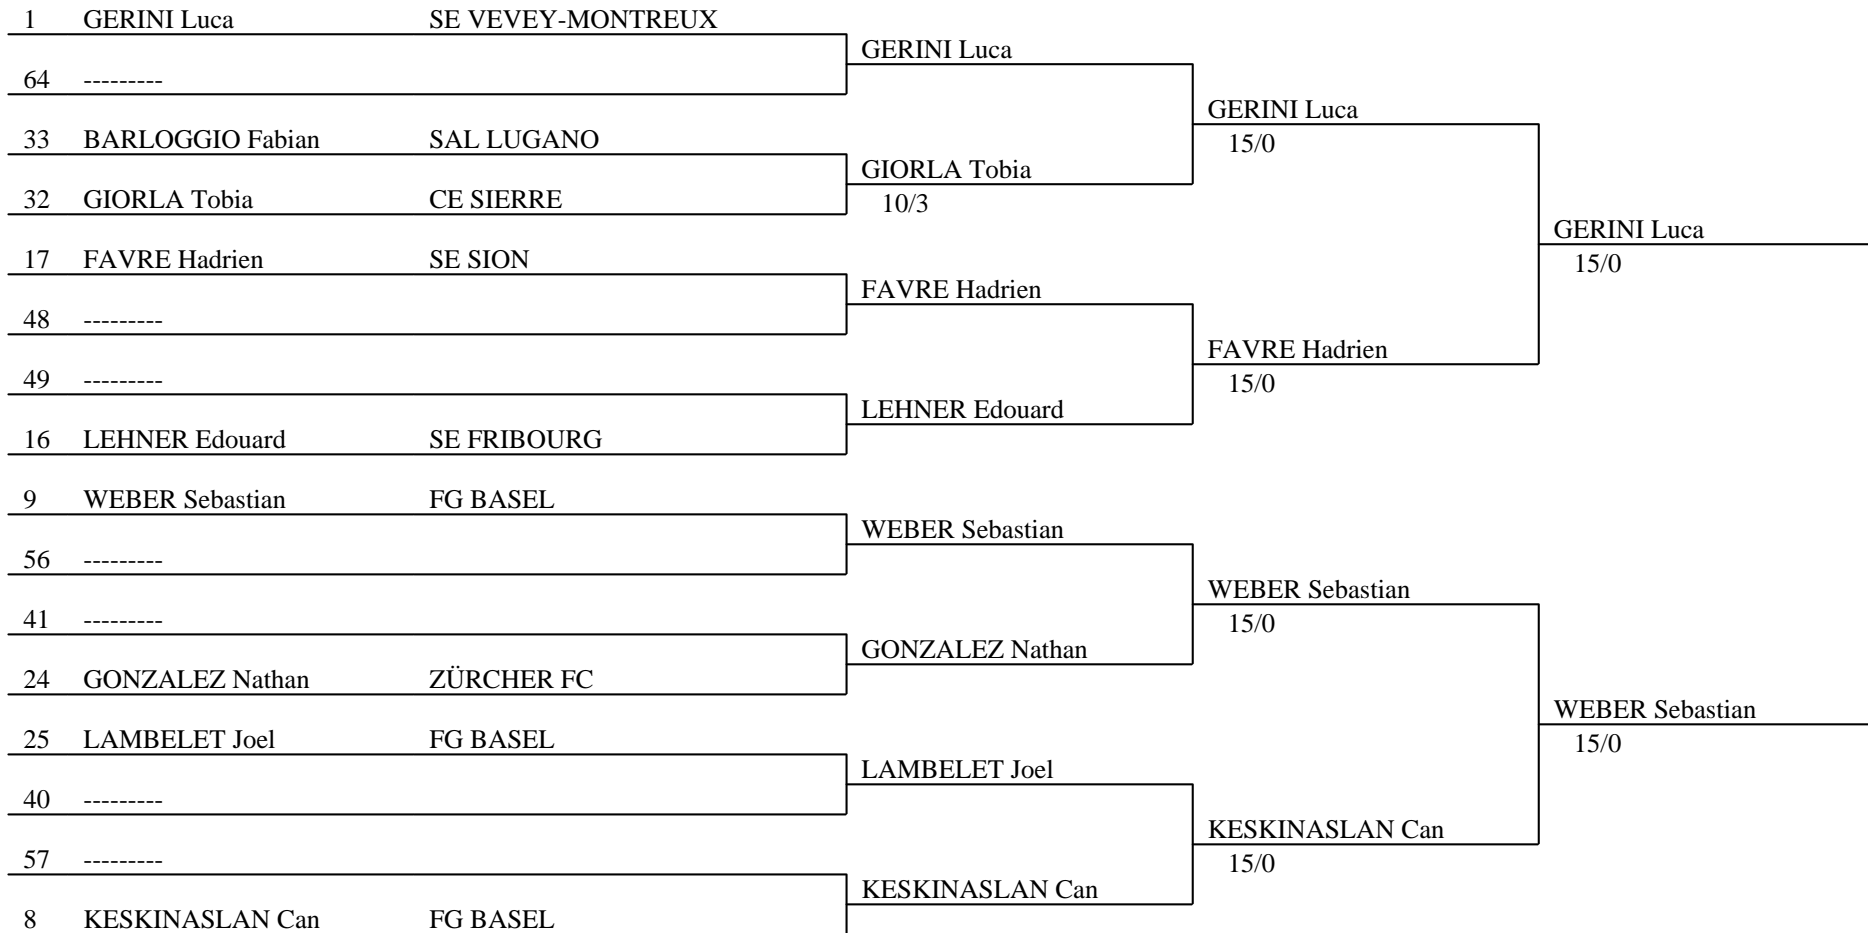 1 GERINI Luca SE VEVEY-MONTREUX
GERINI Luca
64 ---------
GERINI Luca
15/0
33 BARLOGGIO Fabian SAL LUGANO
GIORLA Tobia
10/3
32 GIORLA Tobia CE SIERRE
GERINI Luca
15/0
17 FAVRE Hadrien SE SION
FAVRE Hadrien
48 ---------
FAVRE Hadrien
15/0
49 ---------
LEHNER Edouard
16 LEHNER Edouard SE FRIBOURG
9 WEBER Sebastian FG BASEL
WEBER Sebastian
56 ---------
WEBER Sebastian
15/0
41 ---------
GONZALEZ Nathan
24 GONZALEZ Nathan ZÜRCHER FC
WEBER Sebastian
15/0
25 LAMBELET Joel FG BASEL
LAMBELET Joel
40 ---------
KESKINASLAN Can
15/0
57 ---------
KESKINASLAN Can
8 KESKINASLAN Can FG BASEL